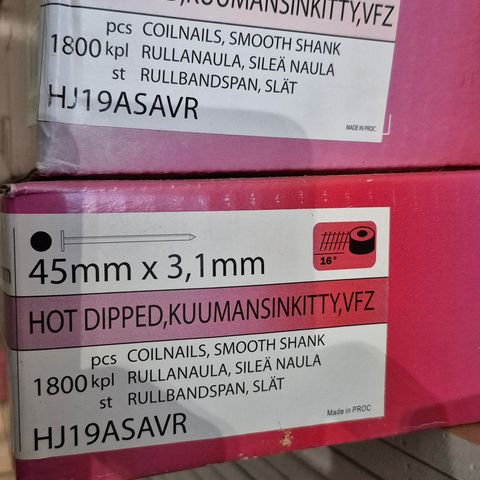 KUUMANSINKITTY,VFZ
pcs COILNAILS, SMOOTH SHANK
1800 kpl RULLANAULA, SILEÄ NAULA
st RULLBANDSPAN, SLÄT
HJ19ASAVR
MADE IN PROC
45mm x 3,1mm
16°
HOT DIPPED,KUUMANSINKITTY,VFZ
pcs COILNAILS, SMOOTH SHANK
1800 kpl RULLANAULA, SILEÄ NAULA
st RULLBANDSPAN, SLÄT
Made in PROC
HJ19ASAVR